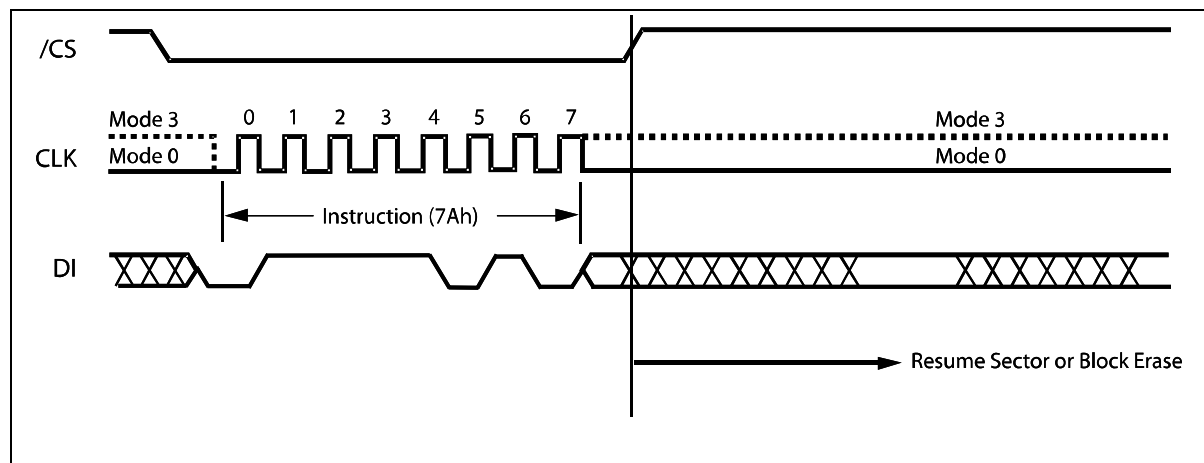 /CS
0 1 2 3 4 5 6 7
Mode 3 Mode 3
CLK
Mode 0 Mode 0
Instruction (7Ah)
DI
Resume Sector or Block Erase